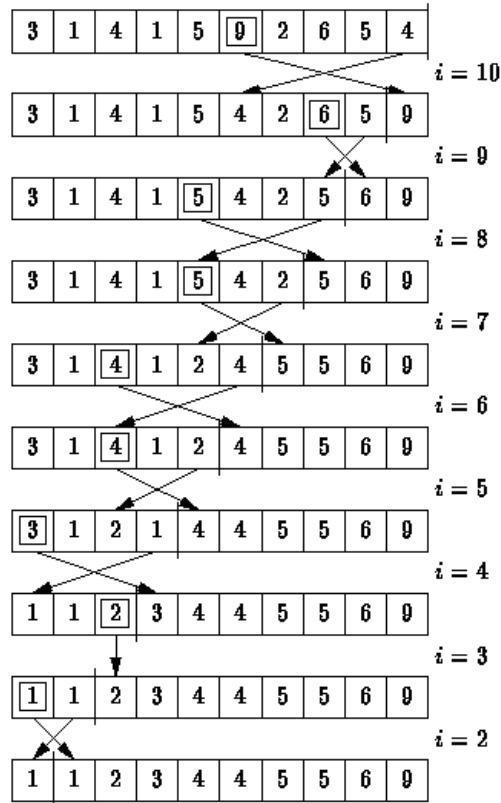 3 1 4 1 5 9 2 6 5 4
i = 10
3 1 4 1 5 4 2 6 5 9
i = 9
3 1 4 1 5 4 2 5 6 9
i = 8
3 1 4 1 5 4 2 5 6 9
i = 7
3 1 4 1 2 4 5 5 6 9
i = 6
3 1 4 1 2 4 5 5 6 9
i = 5
3 1 2 1 4 4 5 5 6 9
i = 4
1 1 2 3 4 4 5 5 6 9
i = 3
1 1 2 3 4 4 5 5 6 9
i = 2
1 1 2 3 4 4 5 5 6 9